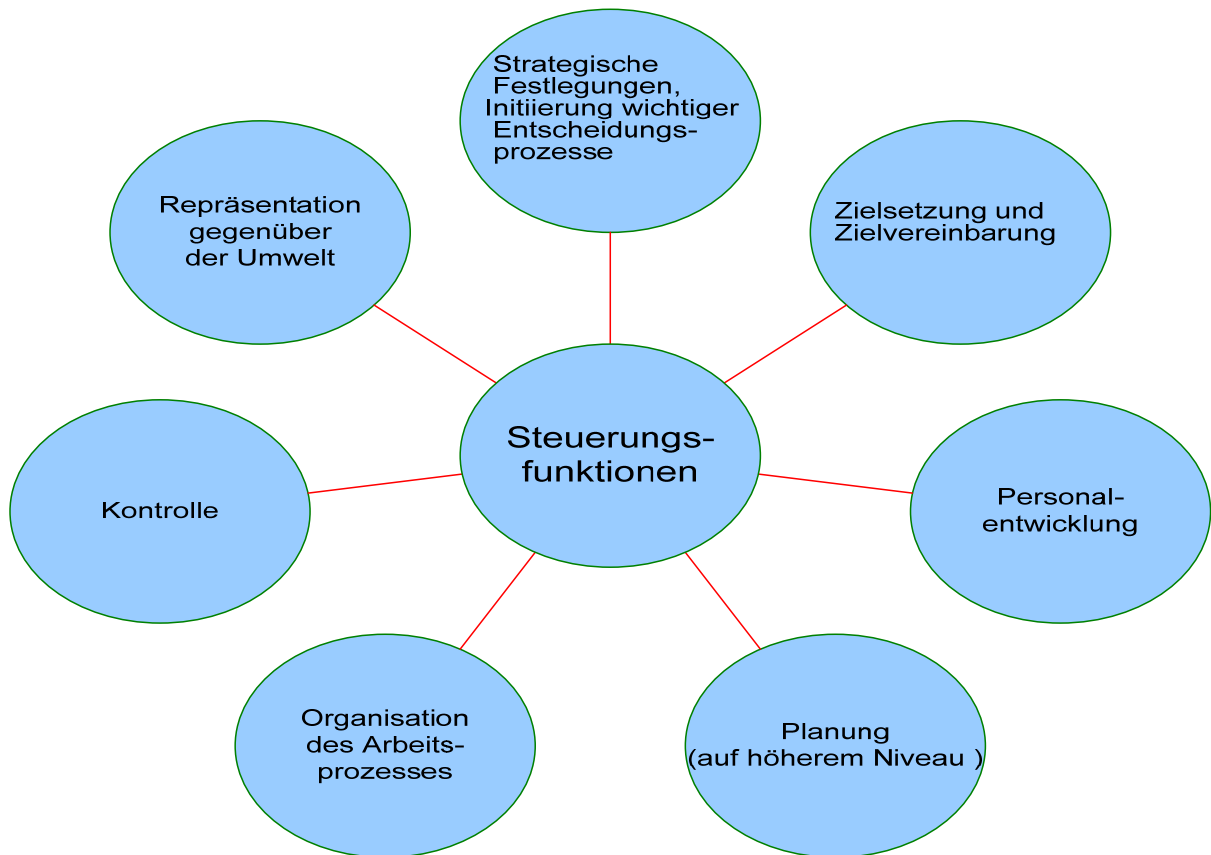 Strategische
Festlegungen,
Initiierung wichtiger
Entscheidungs-
prozesse
Repräsentation
gegenüber
der Umwelt
Zielsetzung und
Zielvereinbarung
Steuerungs-
funktionen
Kontrolle
Personal-
entwicklung
Organisation
des Arbeits-
prozesses
Planung
(auf höherem Niveau )